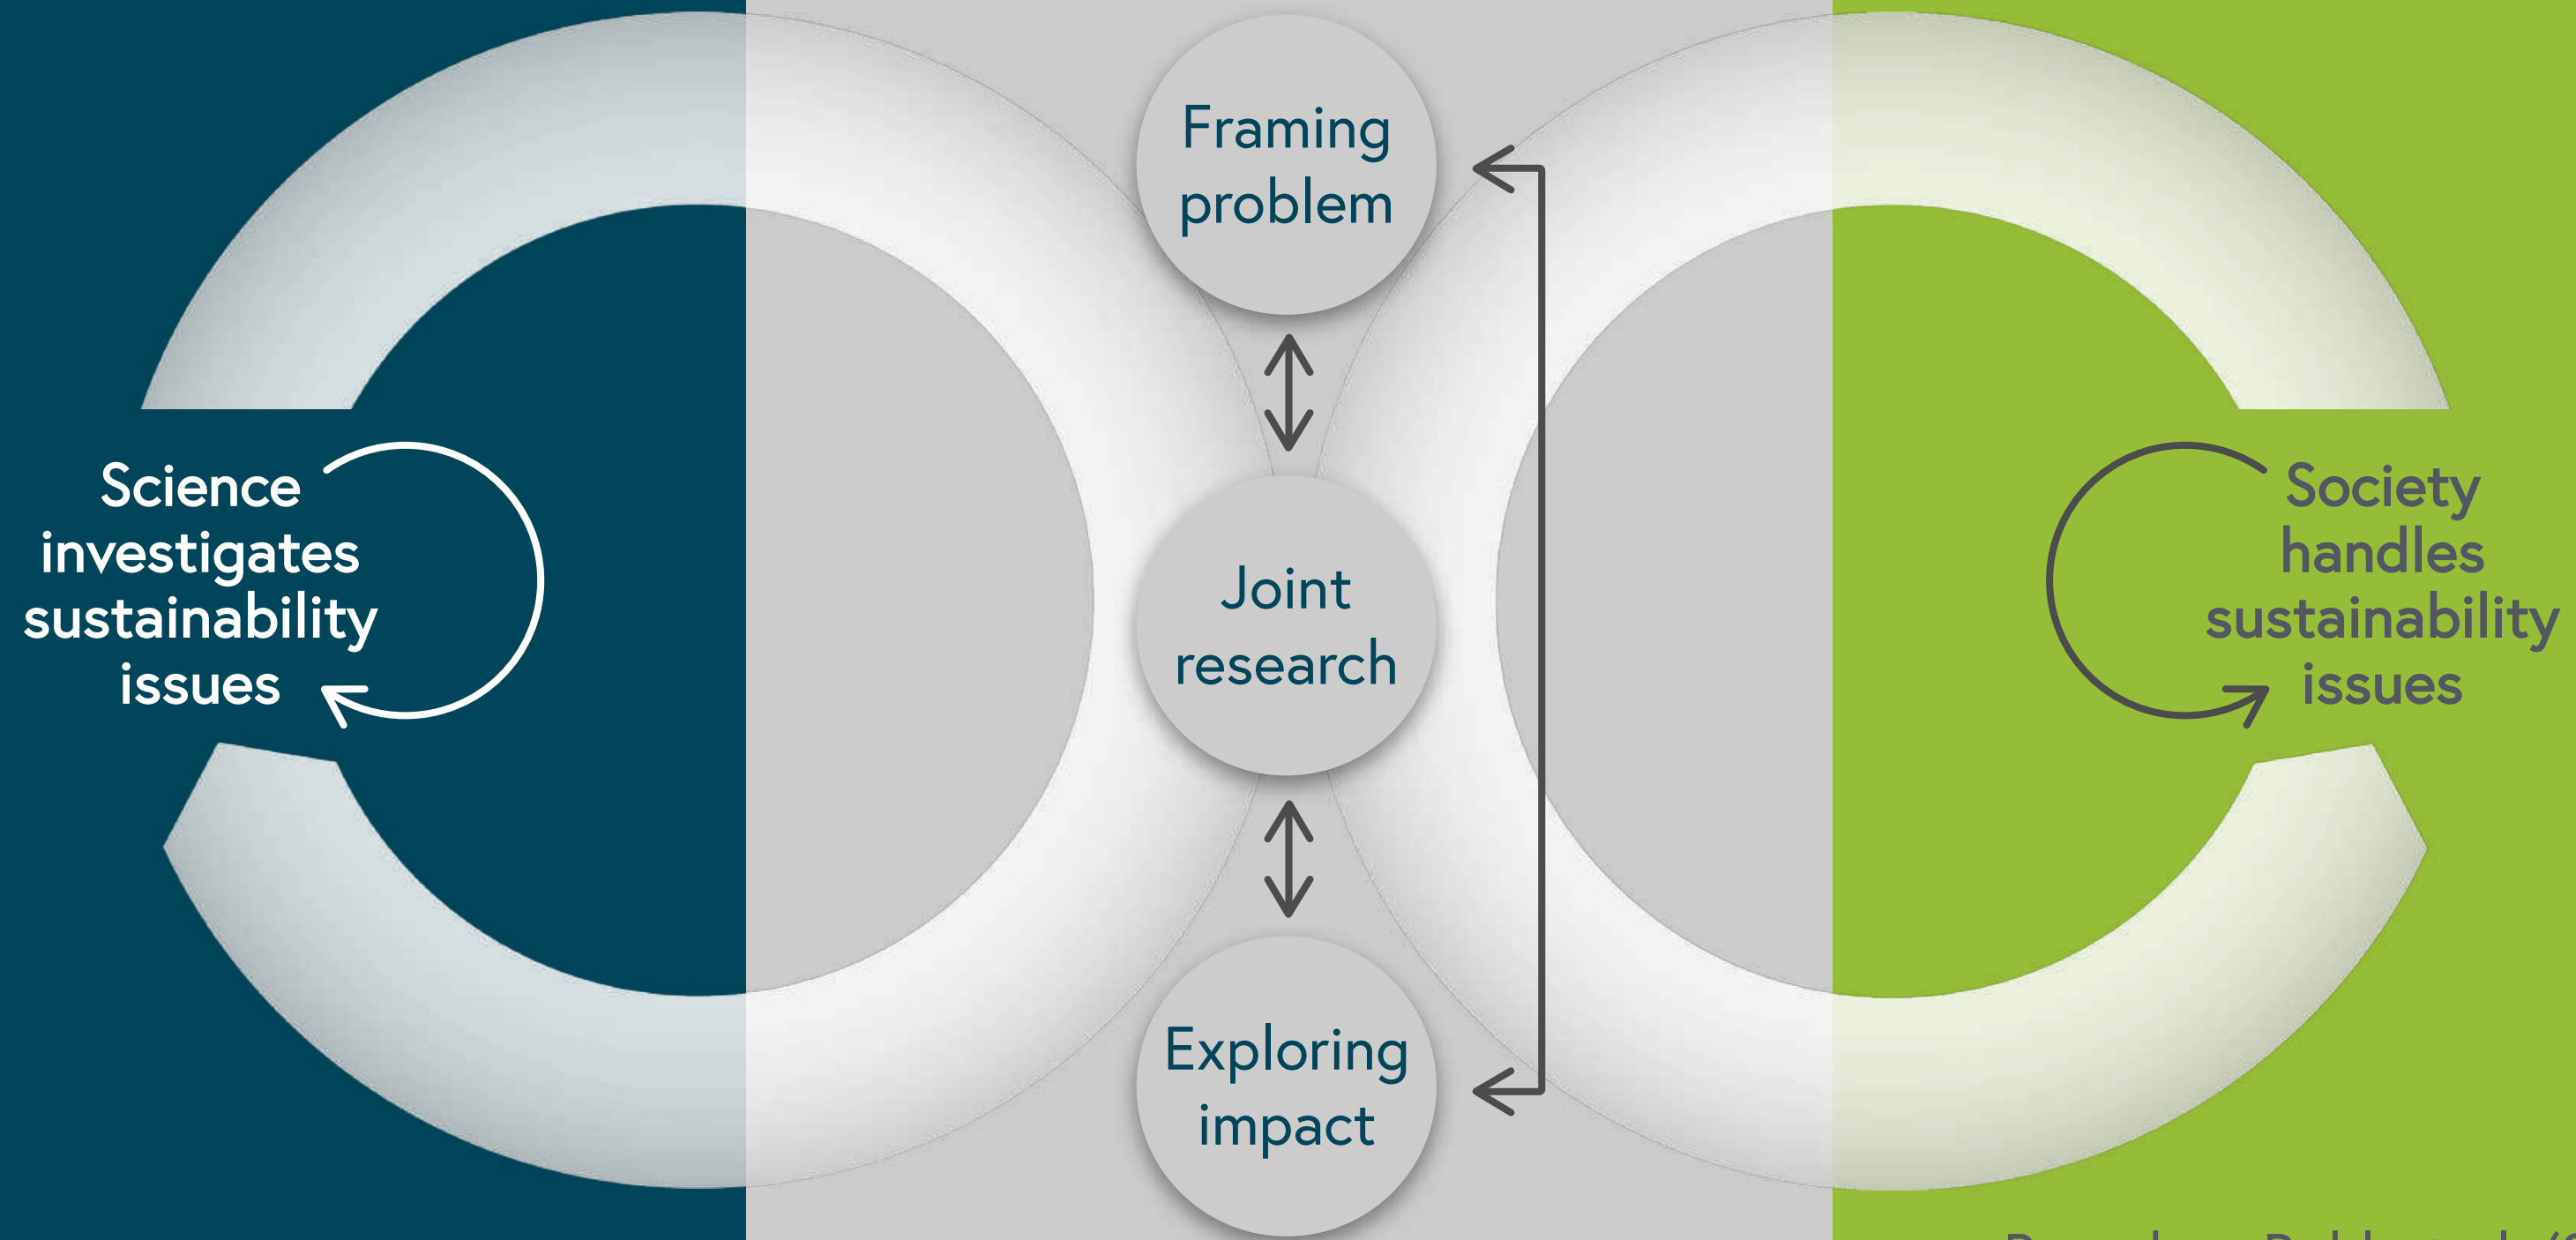 Framing
problem
Science
investigates
sustainability
issues
Joint
research
Society
handles
sustainability
issues
Exploring
impact